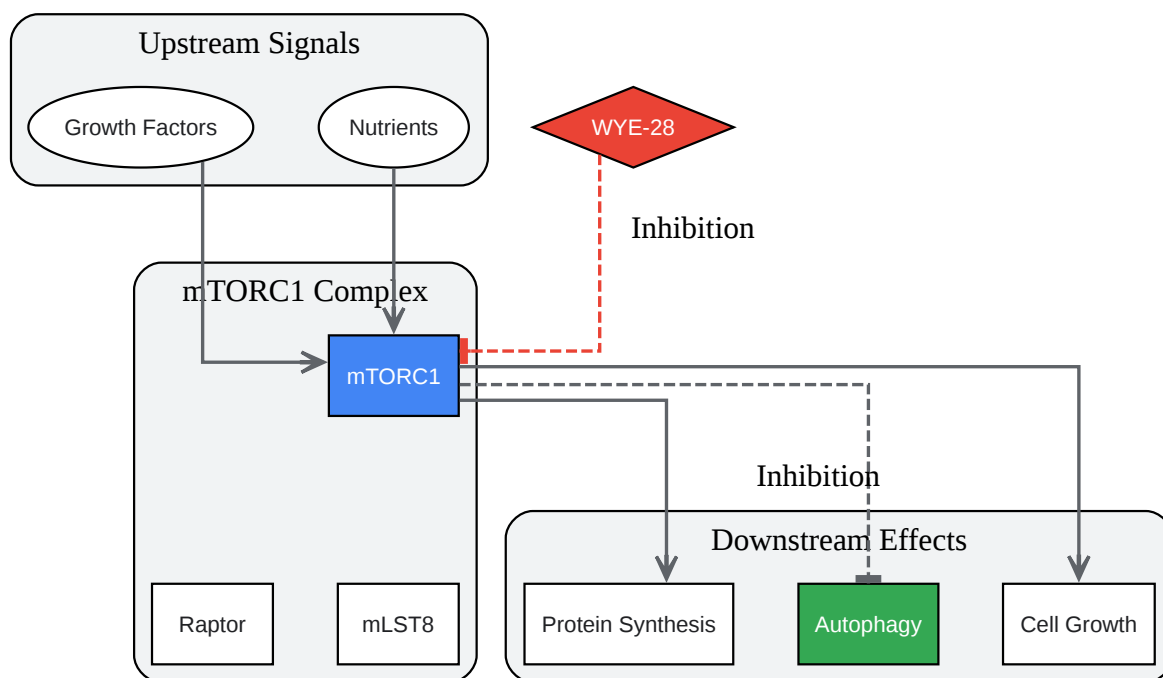 Upstream Signals
Growth Factors
Nutrients
WYE-28
Inhibition
mTORC1 Complex
mTORC1
Inhibition
Downstream Effects
Raptor
mLST8
Protein Synthesis
Autophagy
Cell Growth